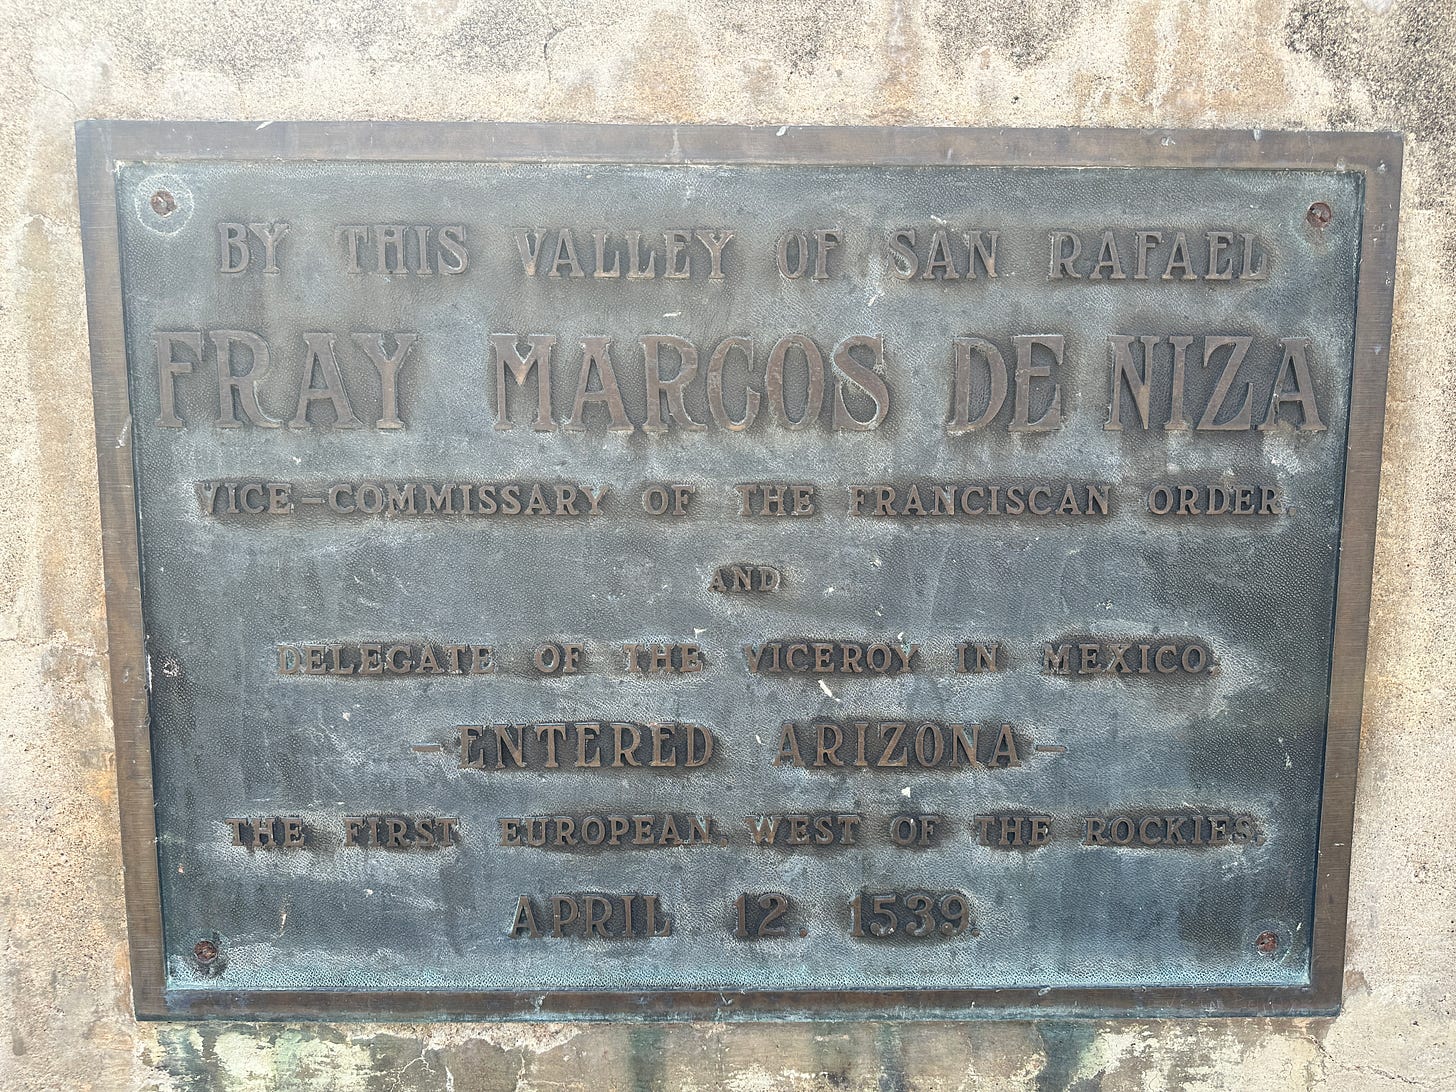 BY THIS VALLEY OF SAN RAFAEL
FRAY MARCOS DE NIZA
VICE-COMMISSARY OF THE FRANCISCAN ORDER.
AND
DELEGATE OF THE VICEROY IN MEXICO,
-ENTERED ARIZONA-
THE FIRST EUROPEAN, WEST OF THE ROCKIES,
APRIL 12. 1539.